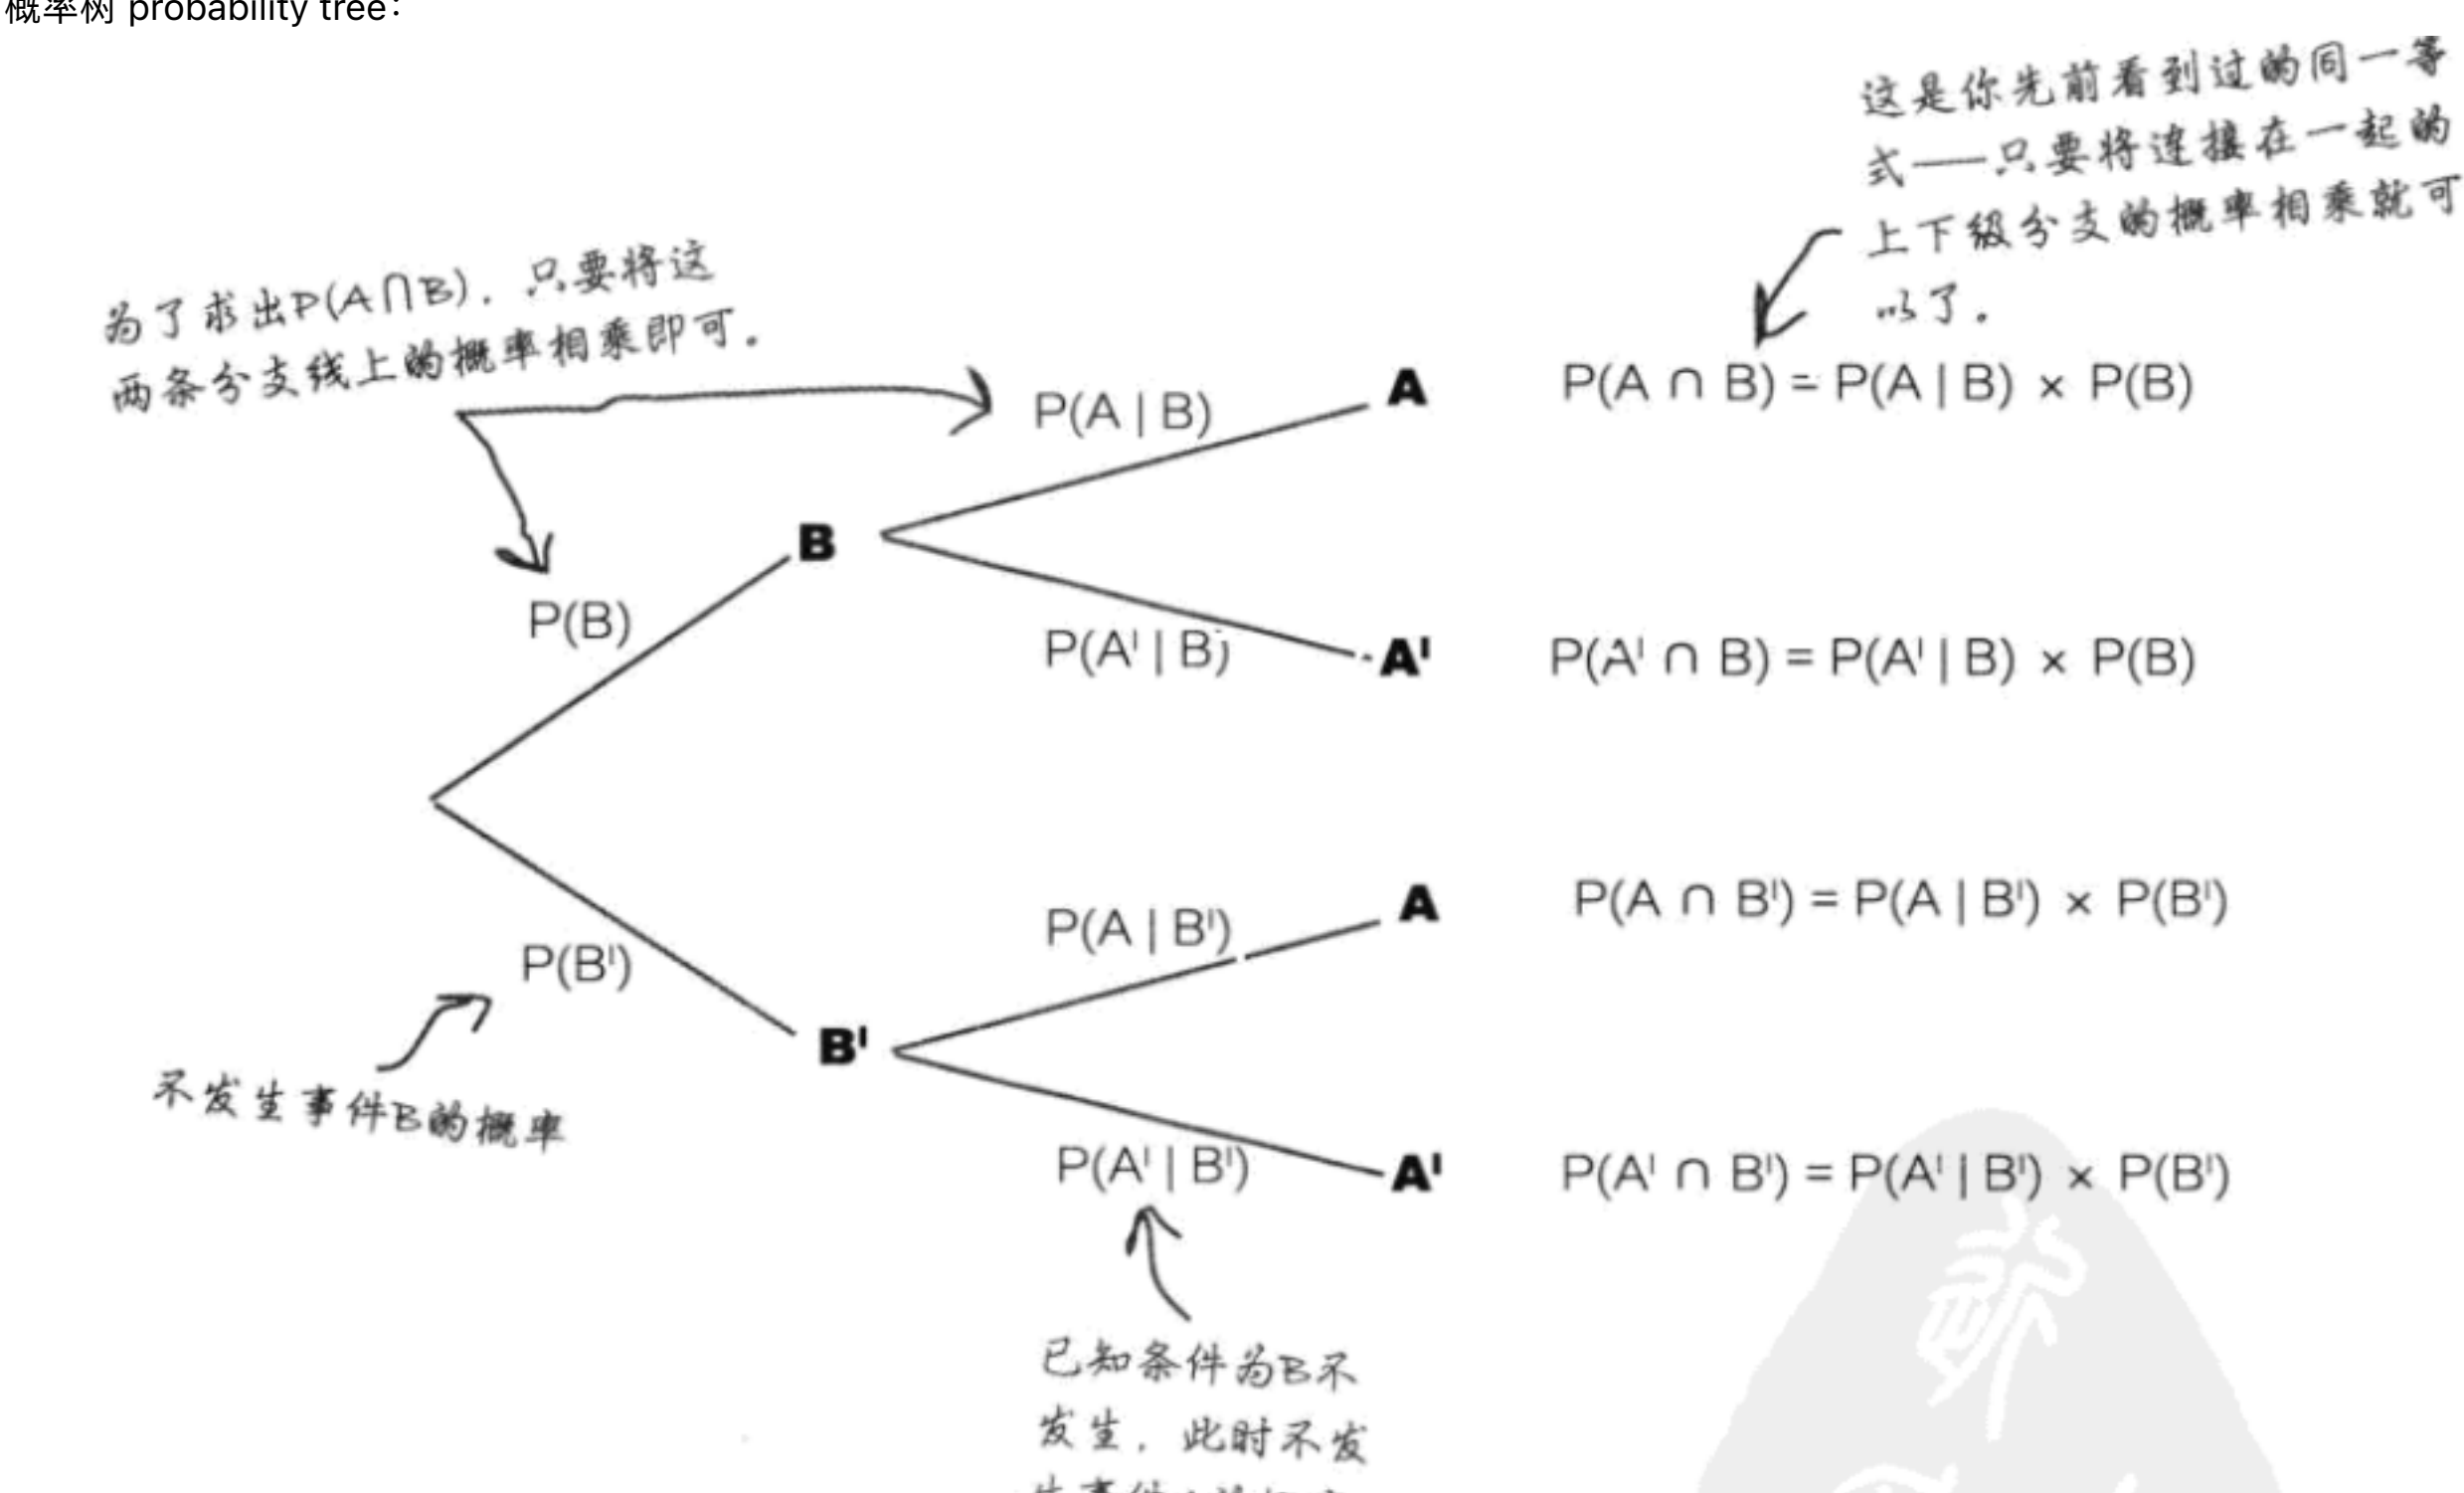 概率树 probability tree：
这是你先前看到过的同一等
式——只要将连接在一起的
上下级分支的概率相乘就可
以了。
为了求出P(A∩B)，只要将这
两条分支线上的概率相乘即可。
P(A | B)
A
P(A ∩ B) = P(A | B) × P(B)
B
P(B)
P(A' | B)
A'
P(A' ∩ B) = P(A' | B) × P(B)
P(A | B')
A
P(A ∩ B') = P(A | B') × P(B')
P(B')
B'
不发生事件B的概率
P(A' | B')
A'
P(A' ∩ B') = P(A' | B') × P(B')
已知条件为B不
发生，此时不发